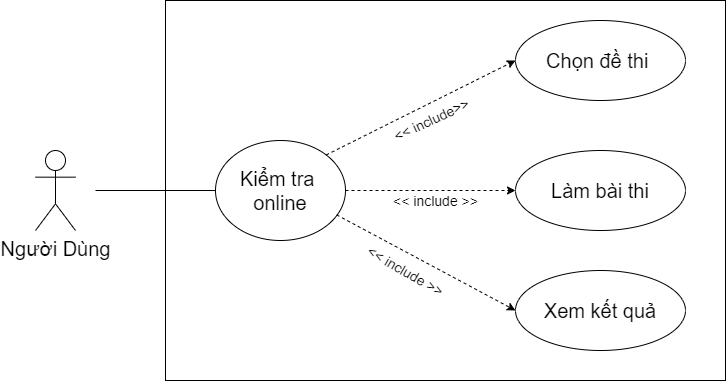 Chọn đề thi
<< include>>
Kiểm tra
online
Làm bài thi
<< include >>
Người Dùng
<< include >>
Xem kết quả